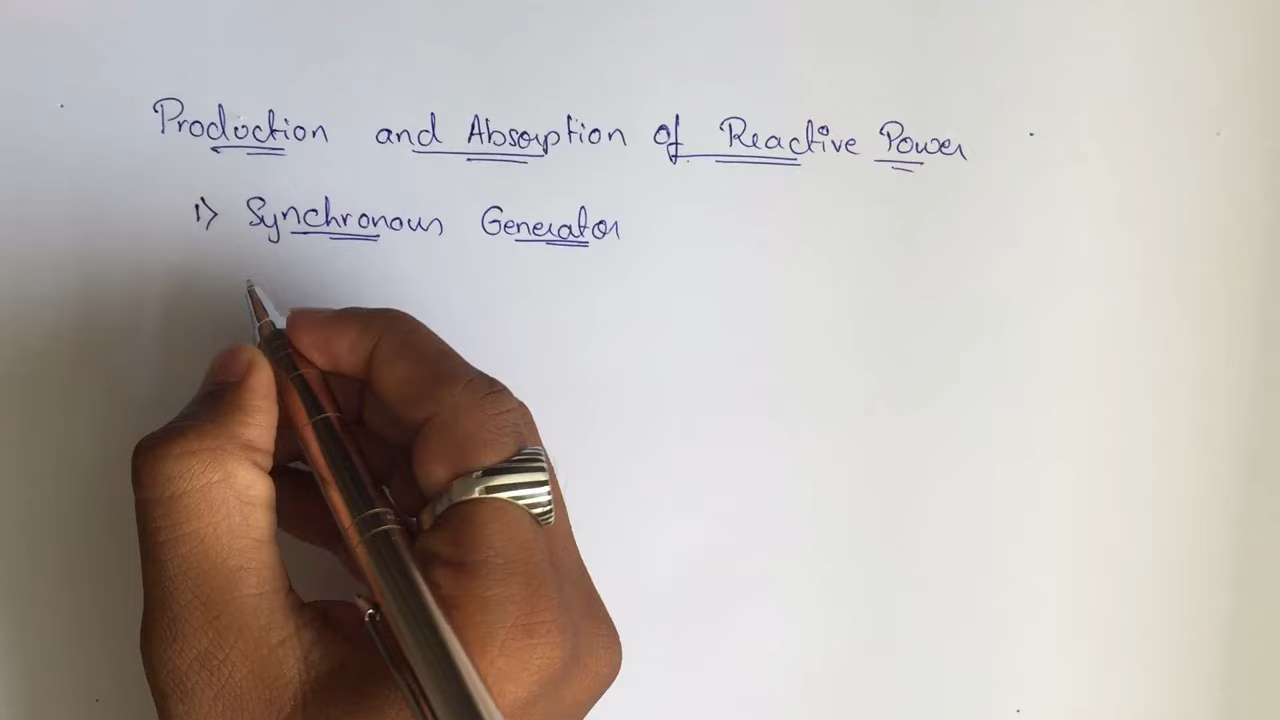 Production and Absorption of Reactive Power
1> Synchronous Generator